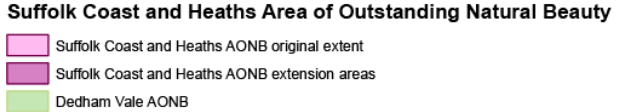 Suffolk Coast and Heaths Area of Outstanding Natural Beauty
Suffolk Coast and Heaths AONB original extent
Suffolk Coast and Heaths AONB extension areas
Dedham Vale AONB